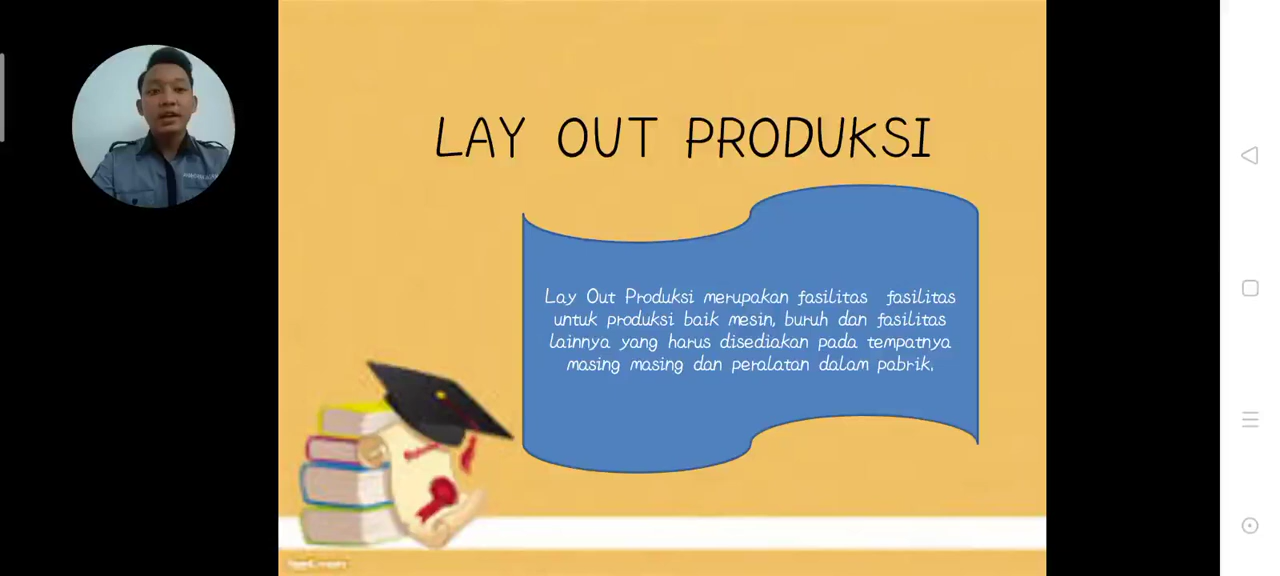 LAY OUT PRODUKSI
Lay Out Produksi merupakan fasilitas fasilitas
untuk produksi baik mesin, buruh dan fasilitas
lainnya yang harus disediakan pada tempatnya
masing masing dan peralatan dalam pabrik.